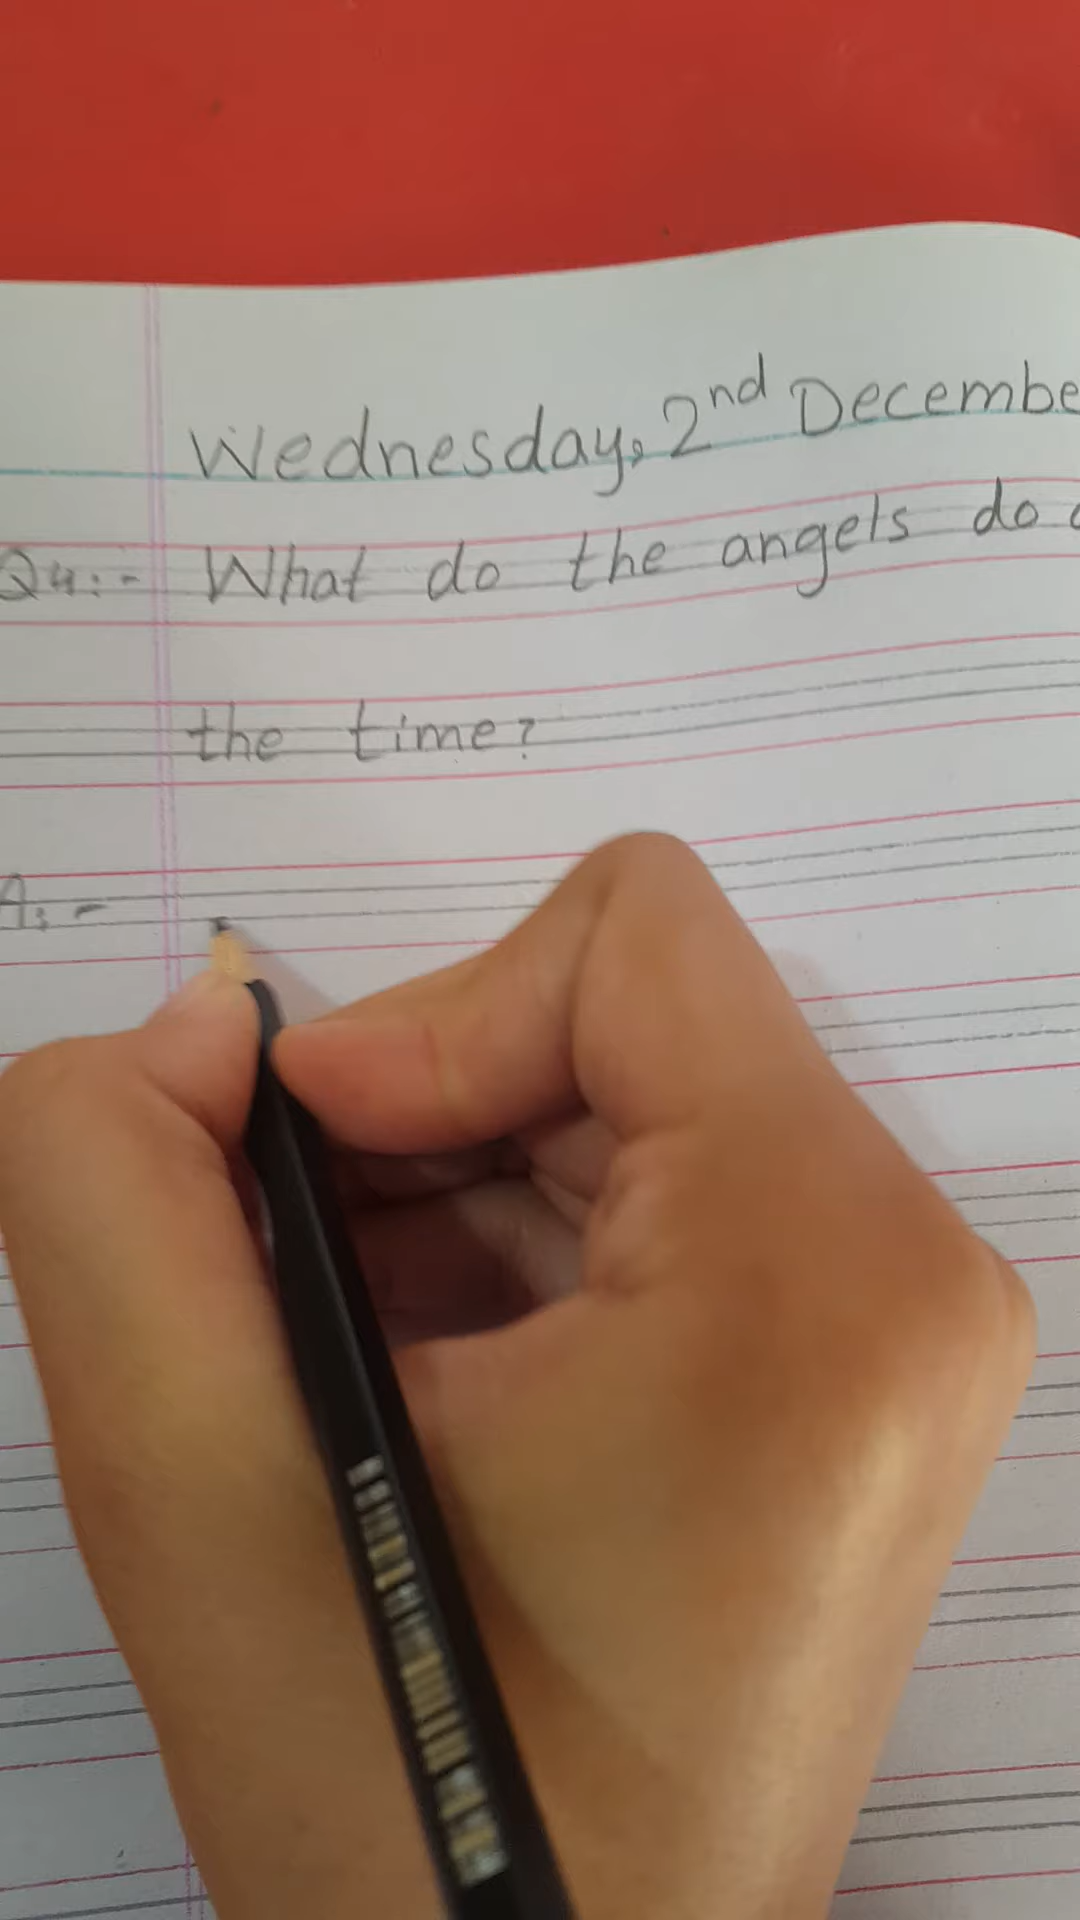 Wednesday, 2nd Decembe
Q4:- What do the angels do
the time?
A:-